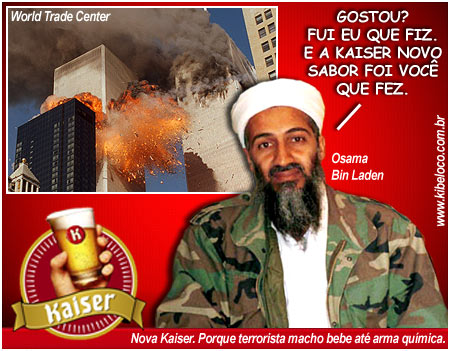 World Trade Center
GOSTOU?
FUI EU QUE FIZ.
E A KAISER NOVO
SABOR FOI VOCÊ
QUE FEZ.
Osama
Bin Laden
www.kibeloco.com.br
K
Kaiser
Nova Kaiser. Porque terrorista macho bebe até arma química.